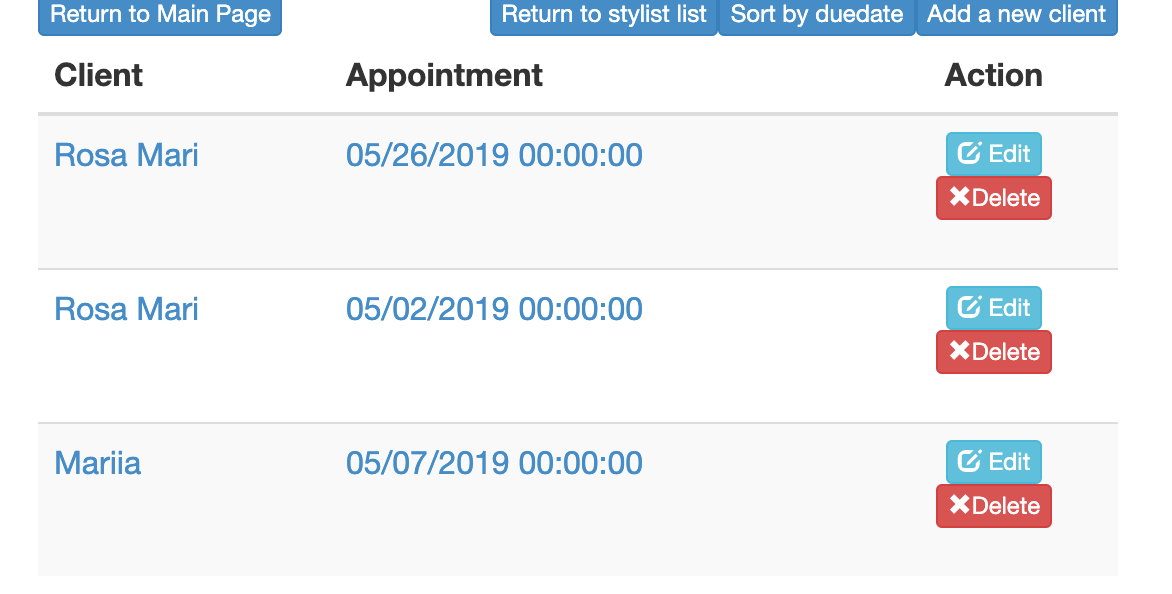 Return to Main Page Return to stylist list Sort by duedate Add a new client
Client Appointment Action
Rosa Mari 05/26/2019 00:00:00 Edit
Delete
Rosa Mari 05/02/2019 00:00:00 Edit
Delete
Mariia 05/07/2019 00:00:00 Edit
Delete